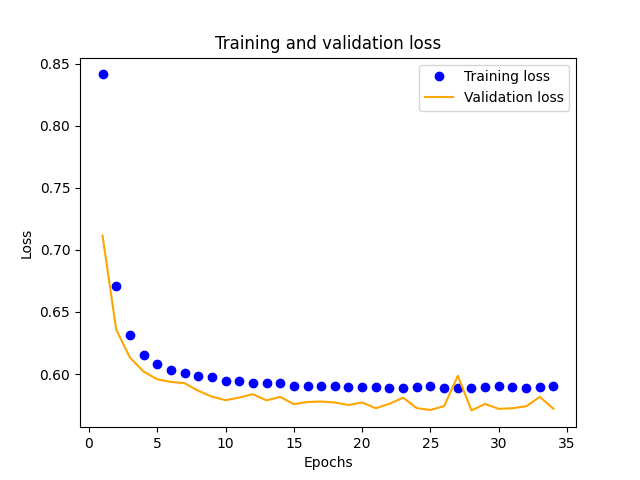 Training and validation loss
Training loss
Validation loss
0.85
0.80
0.75
0.70
0.65
0.60
Loss
0 5 10 15 20 25 30 35
Epochs